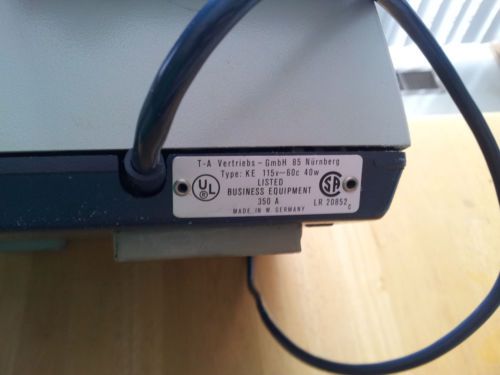 T-A Vertriebs-GmbH 85 Nürnberg
Type: KE 115v-60c 40w
LISTED
BUSINESS EQUIPMENT
350 A
MADE IN W. GERMANY
UL
®
SA
LR 20852c